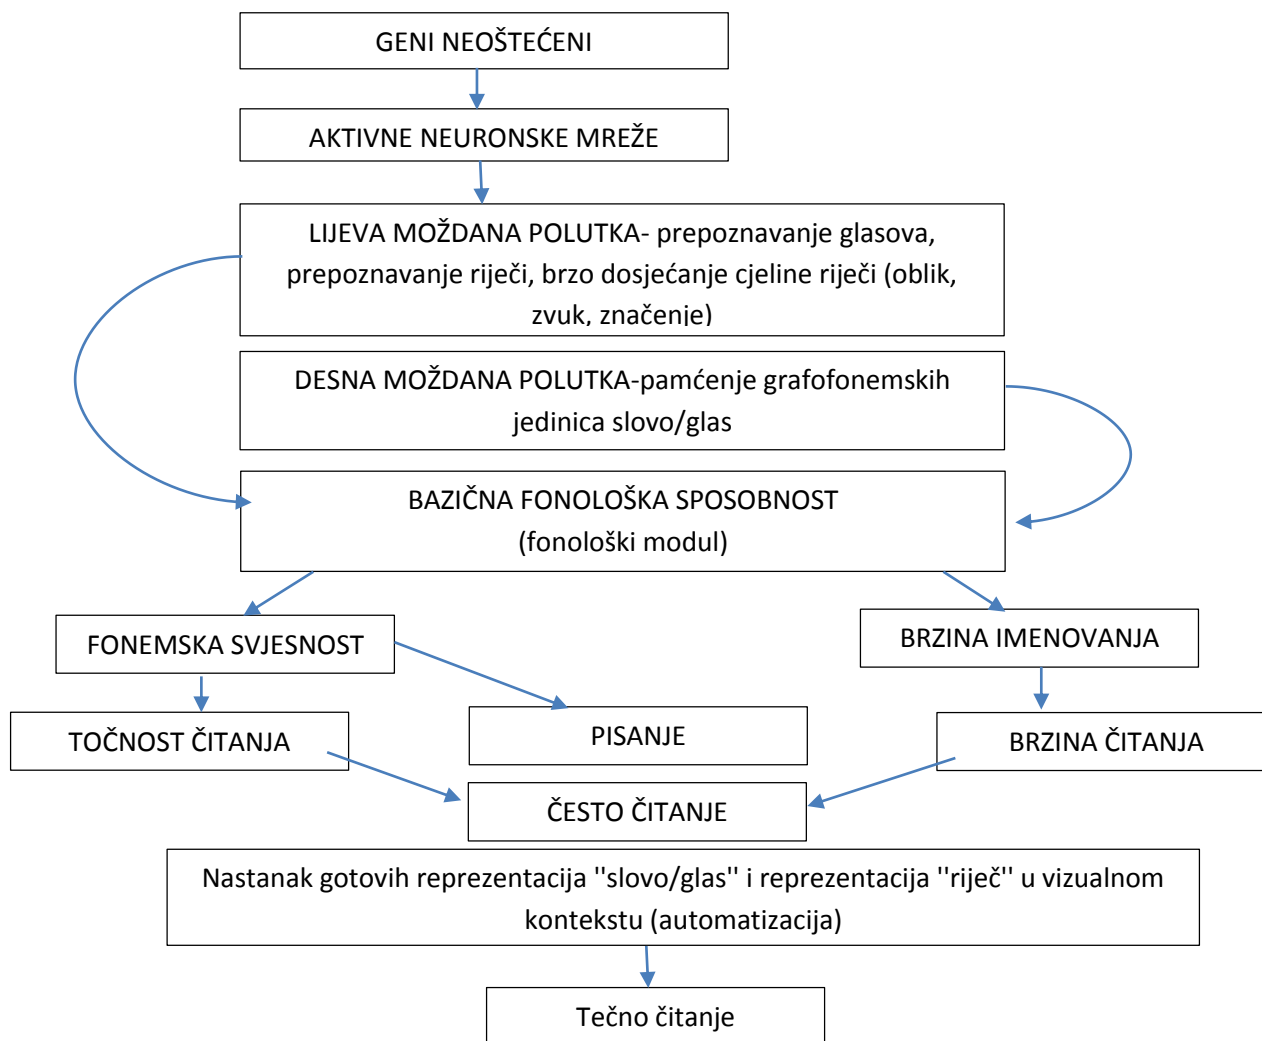 GENI NEOŠTEĆENI
AKTIVNE NEURONSKE MREŽE
LIJEVA MOŽDANA POLUTKA- prepoznavanje glasova,
prepoznavanje riječi, brzo dosjećanje cjeline riječi (oblik,
zvuk, značenje)
DESNA MOŽDANA POLUTKA-pamćenje grafofonemskih
jedinica slovo/glas
BAZIČNA FONOLOŠKA SPOSOBNOST
(fonološki modul)
FONEMSKA SVJESNOST
BRZINA IMENOVANJA
TOČNOST ČITANJA
PISANJE
BRZINA ČITANJA
ČESTO ČITANJE
Nastanak gotovih reprezentacija ''slovo/glas'' i reprezentacija ''riječ'' u vizualnom
kontekstu (automatizacija)
Tečno čitanje